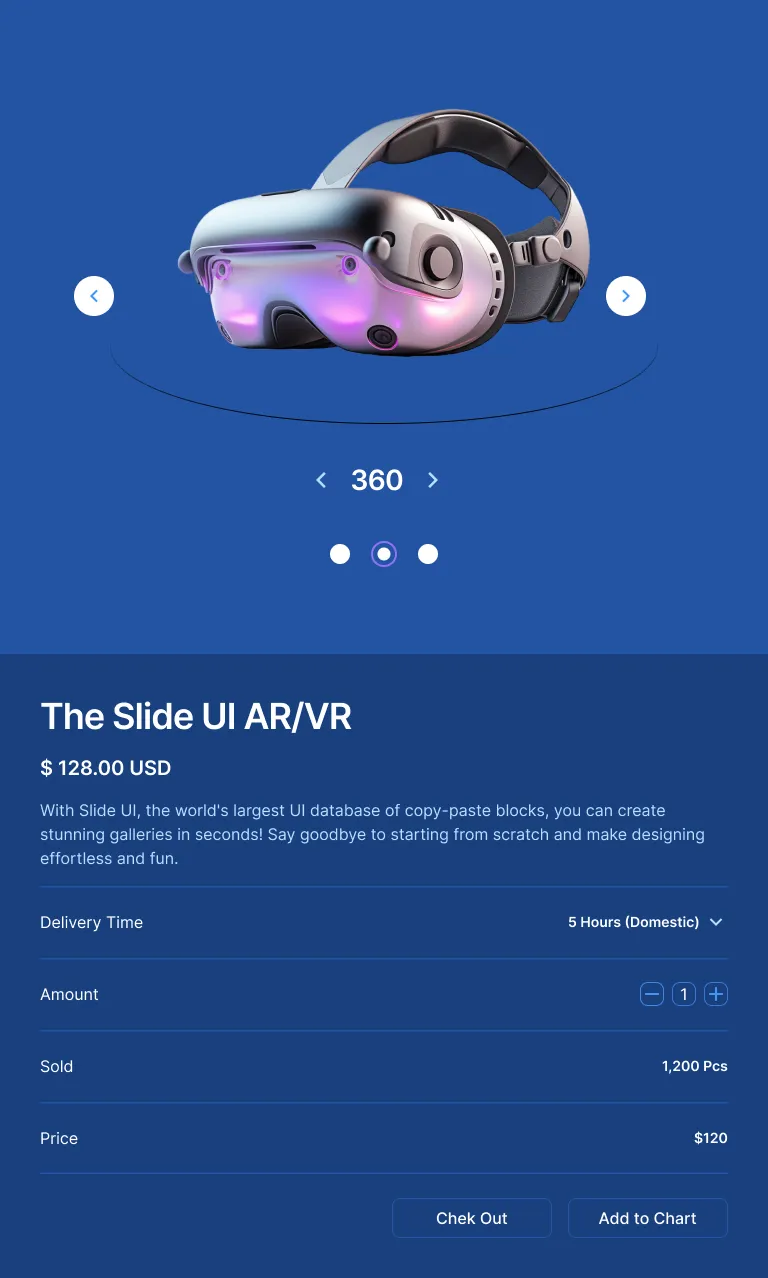 360
The Slide UI AR/VR
$ 128.00 USD
With Slide UI, the world's largest UI database of copy-paste blocks, you can create
stunning galleries in seconds! Say goodbye to starting from scratch and make designing
effortless and fun.
Delivery Time
5 Hours (Domestic)
Amount
1
Sold
1,200 Pcs
Price
$120
Chek Out
Add to Chart